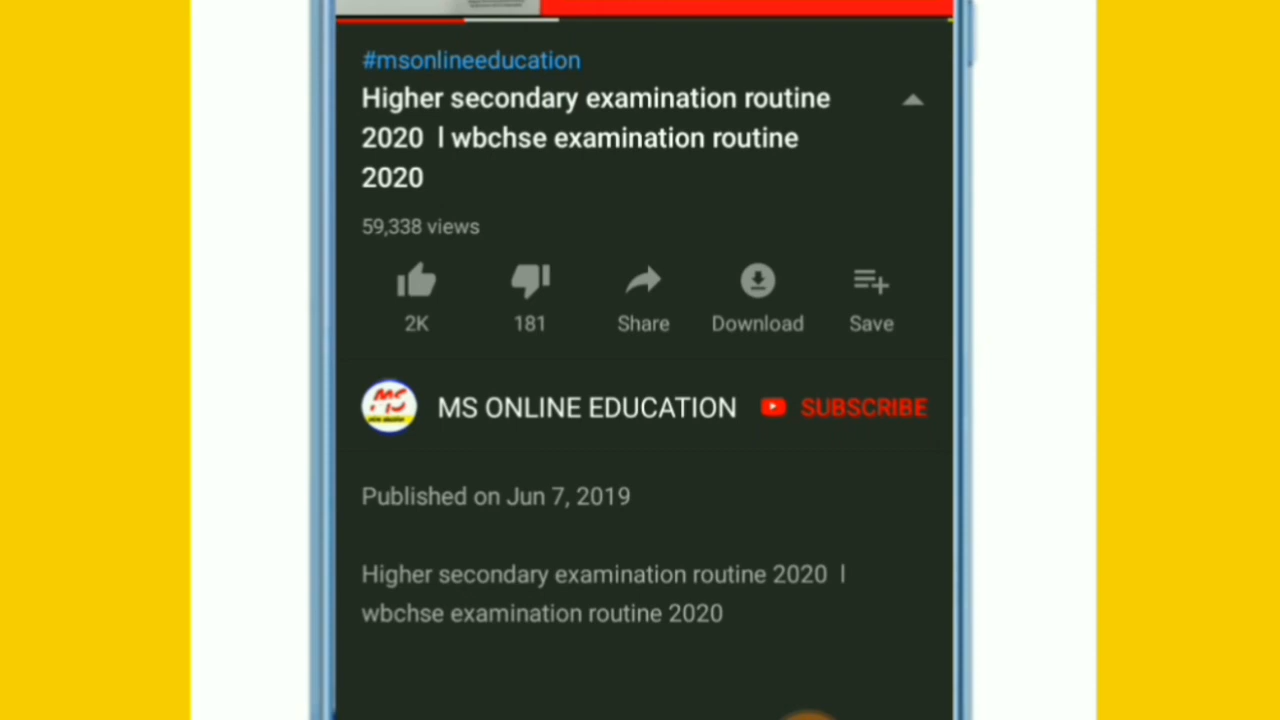 #msonlineeducation
Higher secondary examination routine
2020 l wbchse examination routine
2020
59,338 views
2K
181
Share
Download
Save
MS ONLINE EDUCATION
SUBSCRIBE
Published on Jun 7, 2019
Higher secondary examination routine 2020 l
wbchse examination routine 2020